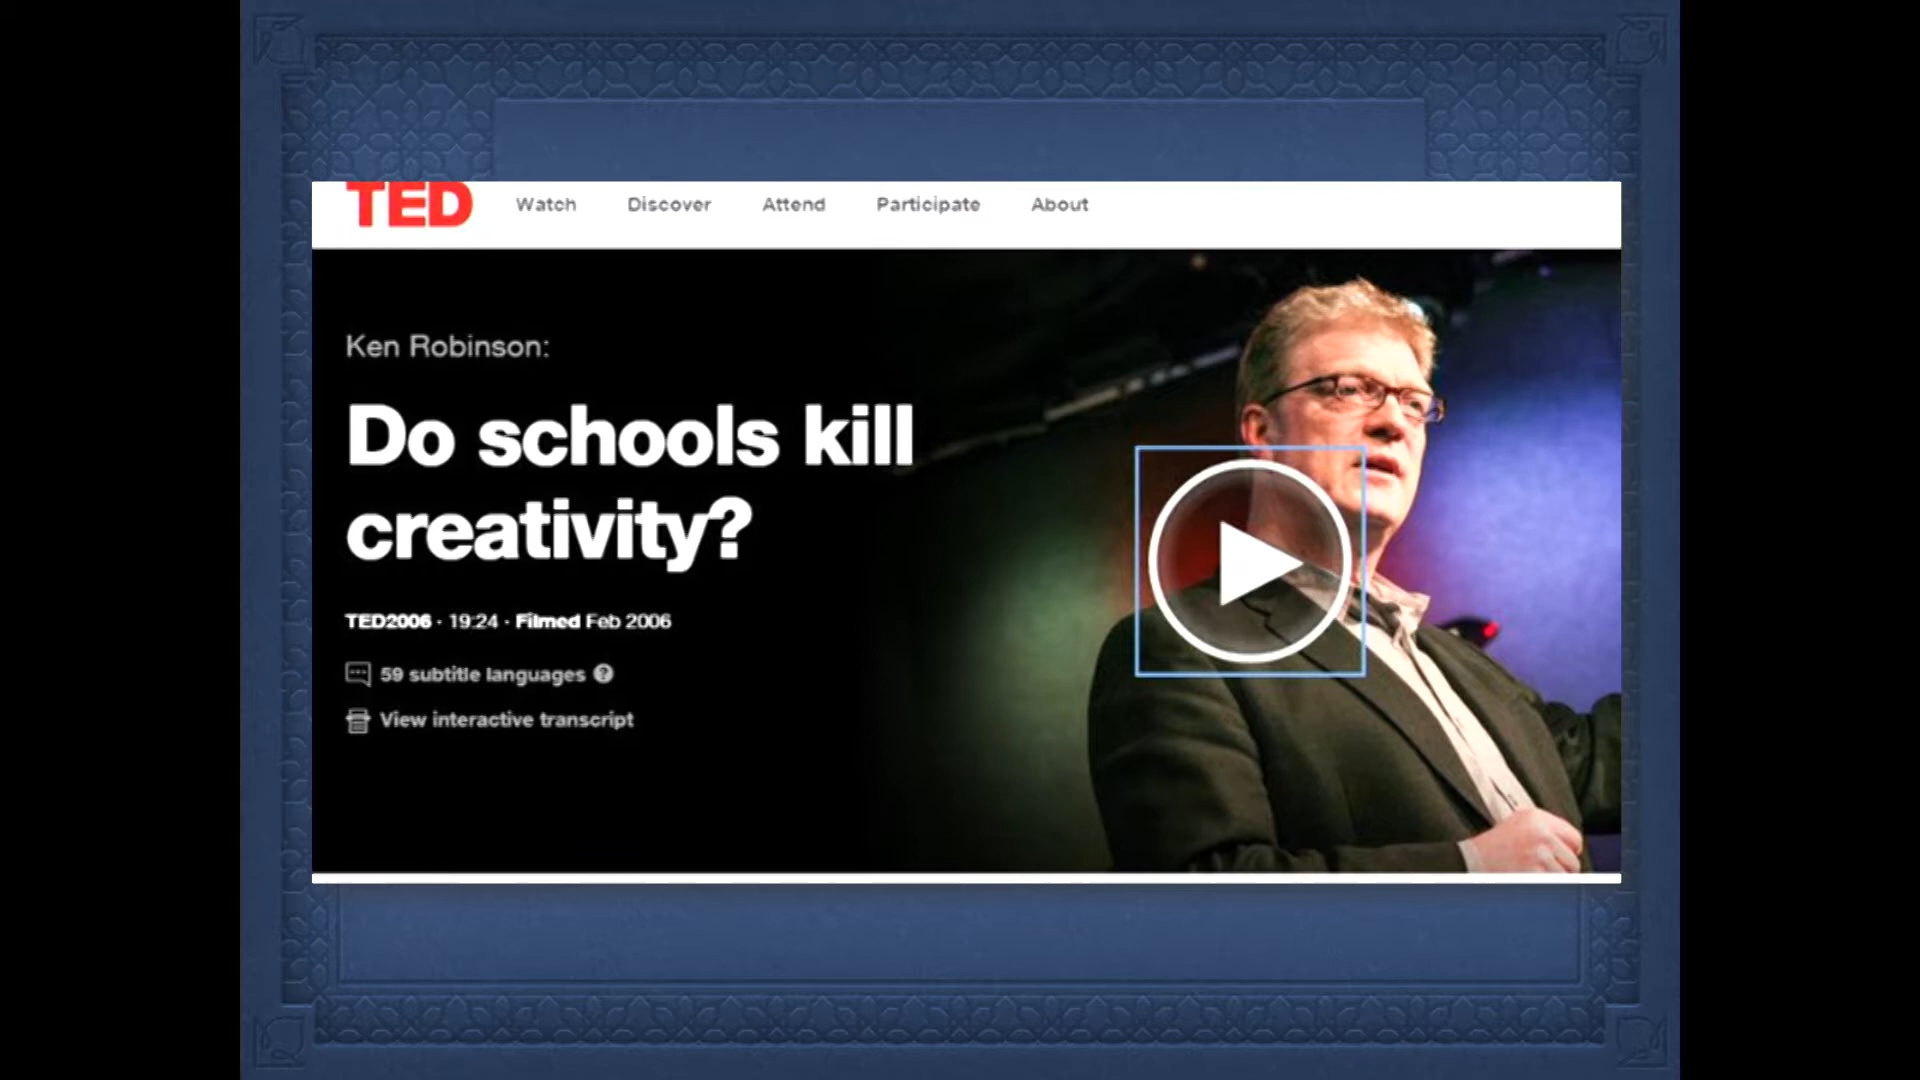 TED Watch Discover Attend Participate About
Ken Robinson:
Do schools kill
creativity?
TED2006 · 19:24 · Filmed Feb 2006
59 subtitle languages ?
View interactive transcript